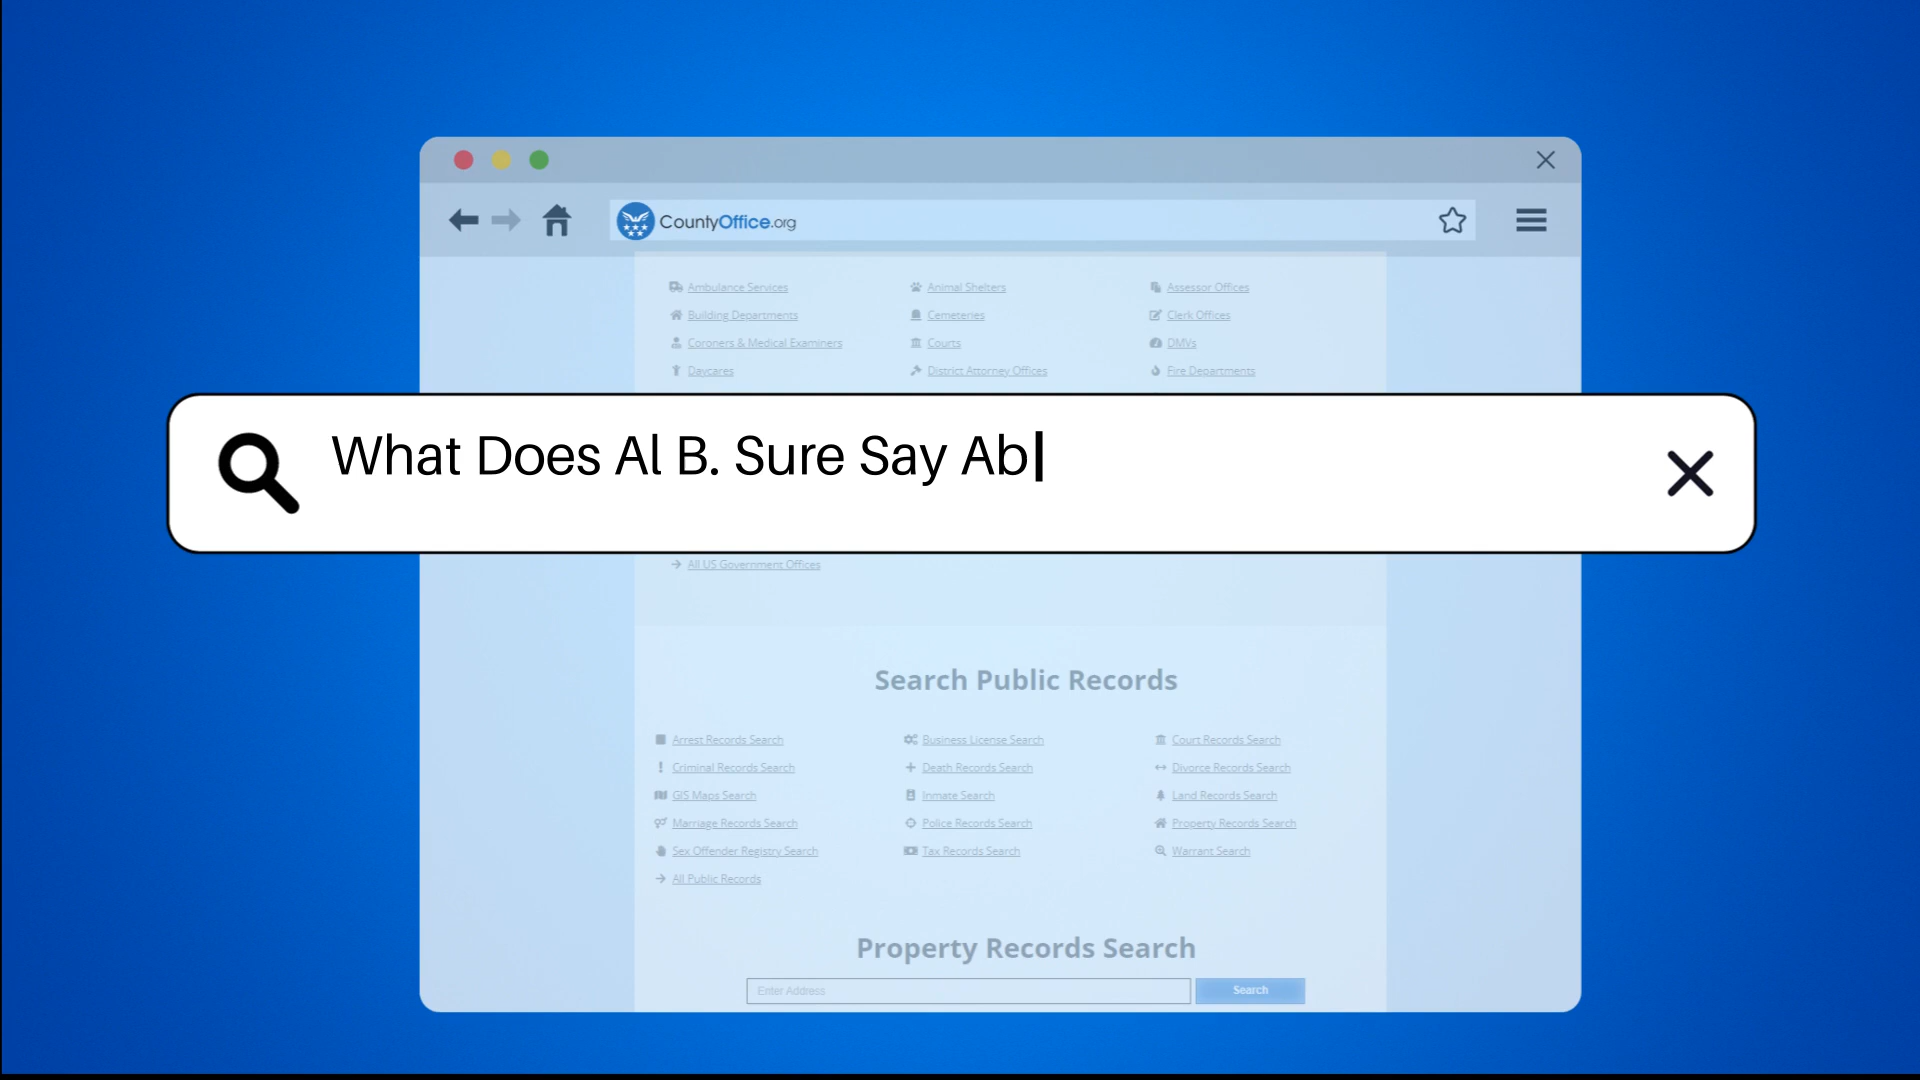 CountyOffice.org
Ambulance Services Animal Shelters Assessor Offices
Building Departments Cemeteries Clerk Offices
Coroners & Medical Examiners Courts DMVs
Daycares District Attorney Offices Fire Departments
What Does Al B. Sure Say Ab
All US Government Offices
Search Public Records
Arrest Records Search Business License Search Court Records Search
Criminal Records Search Death Records Search Divorce Records Search
GIS Maps Search Inmate Search Land Records Search
Marriage Records Search Police Records Search Property Records Search
Sex Offender Registry Search Tax Records Search Warrant Search
All Public Records
Property Records Search
Enter Address Search